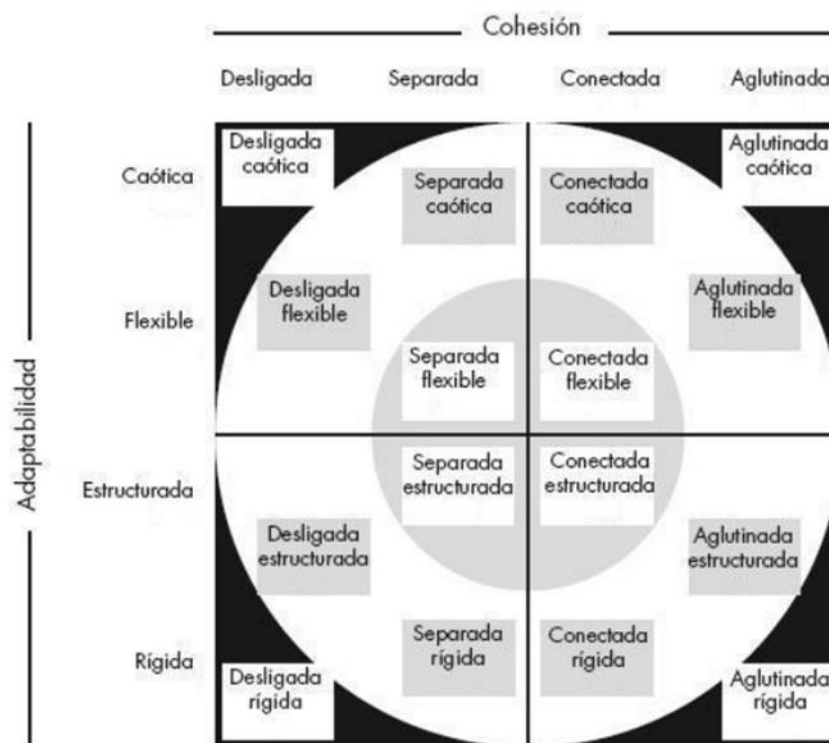 Cohesión
Desligada Separada Conectada Aglutinada
Adaptabilidad
Caótica
Flexible
Estructurada
Rígida
Desligada
caótica
Separada
caótica
Conectada
caótica
Aglutinada
caótica
Desligada
flexible
Separada
flexible
Conectada
flexible
Aglutinada
flexible
Separada
estructurada
Conectada
estructurada
Desligada
estructurada
Aglutinada
estructurada
Separada
rígida
Conectada
rígida
Desligada
rígida
Aglutinada
rígida